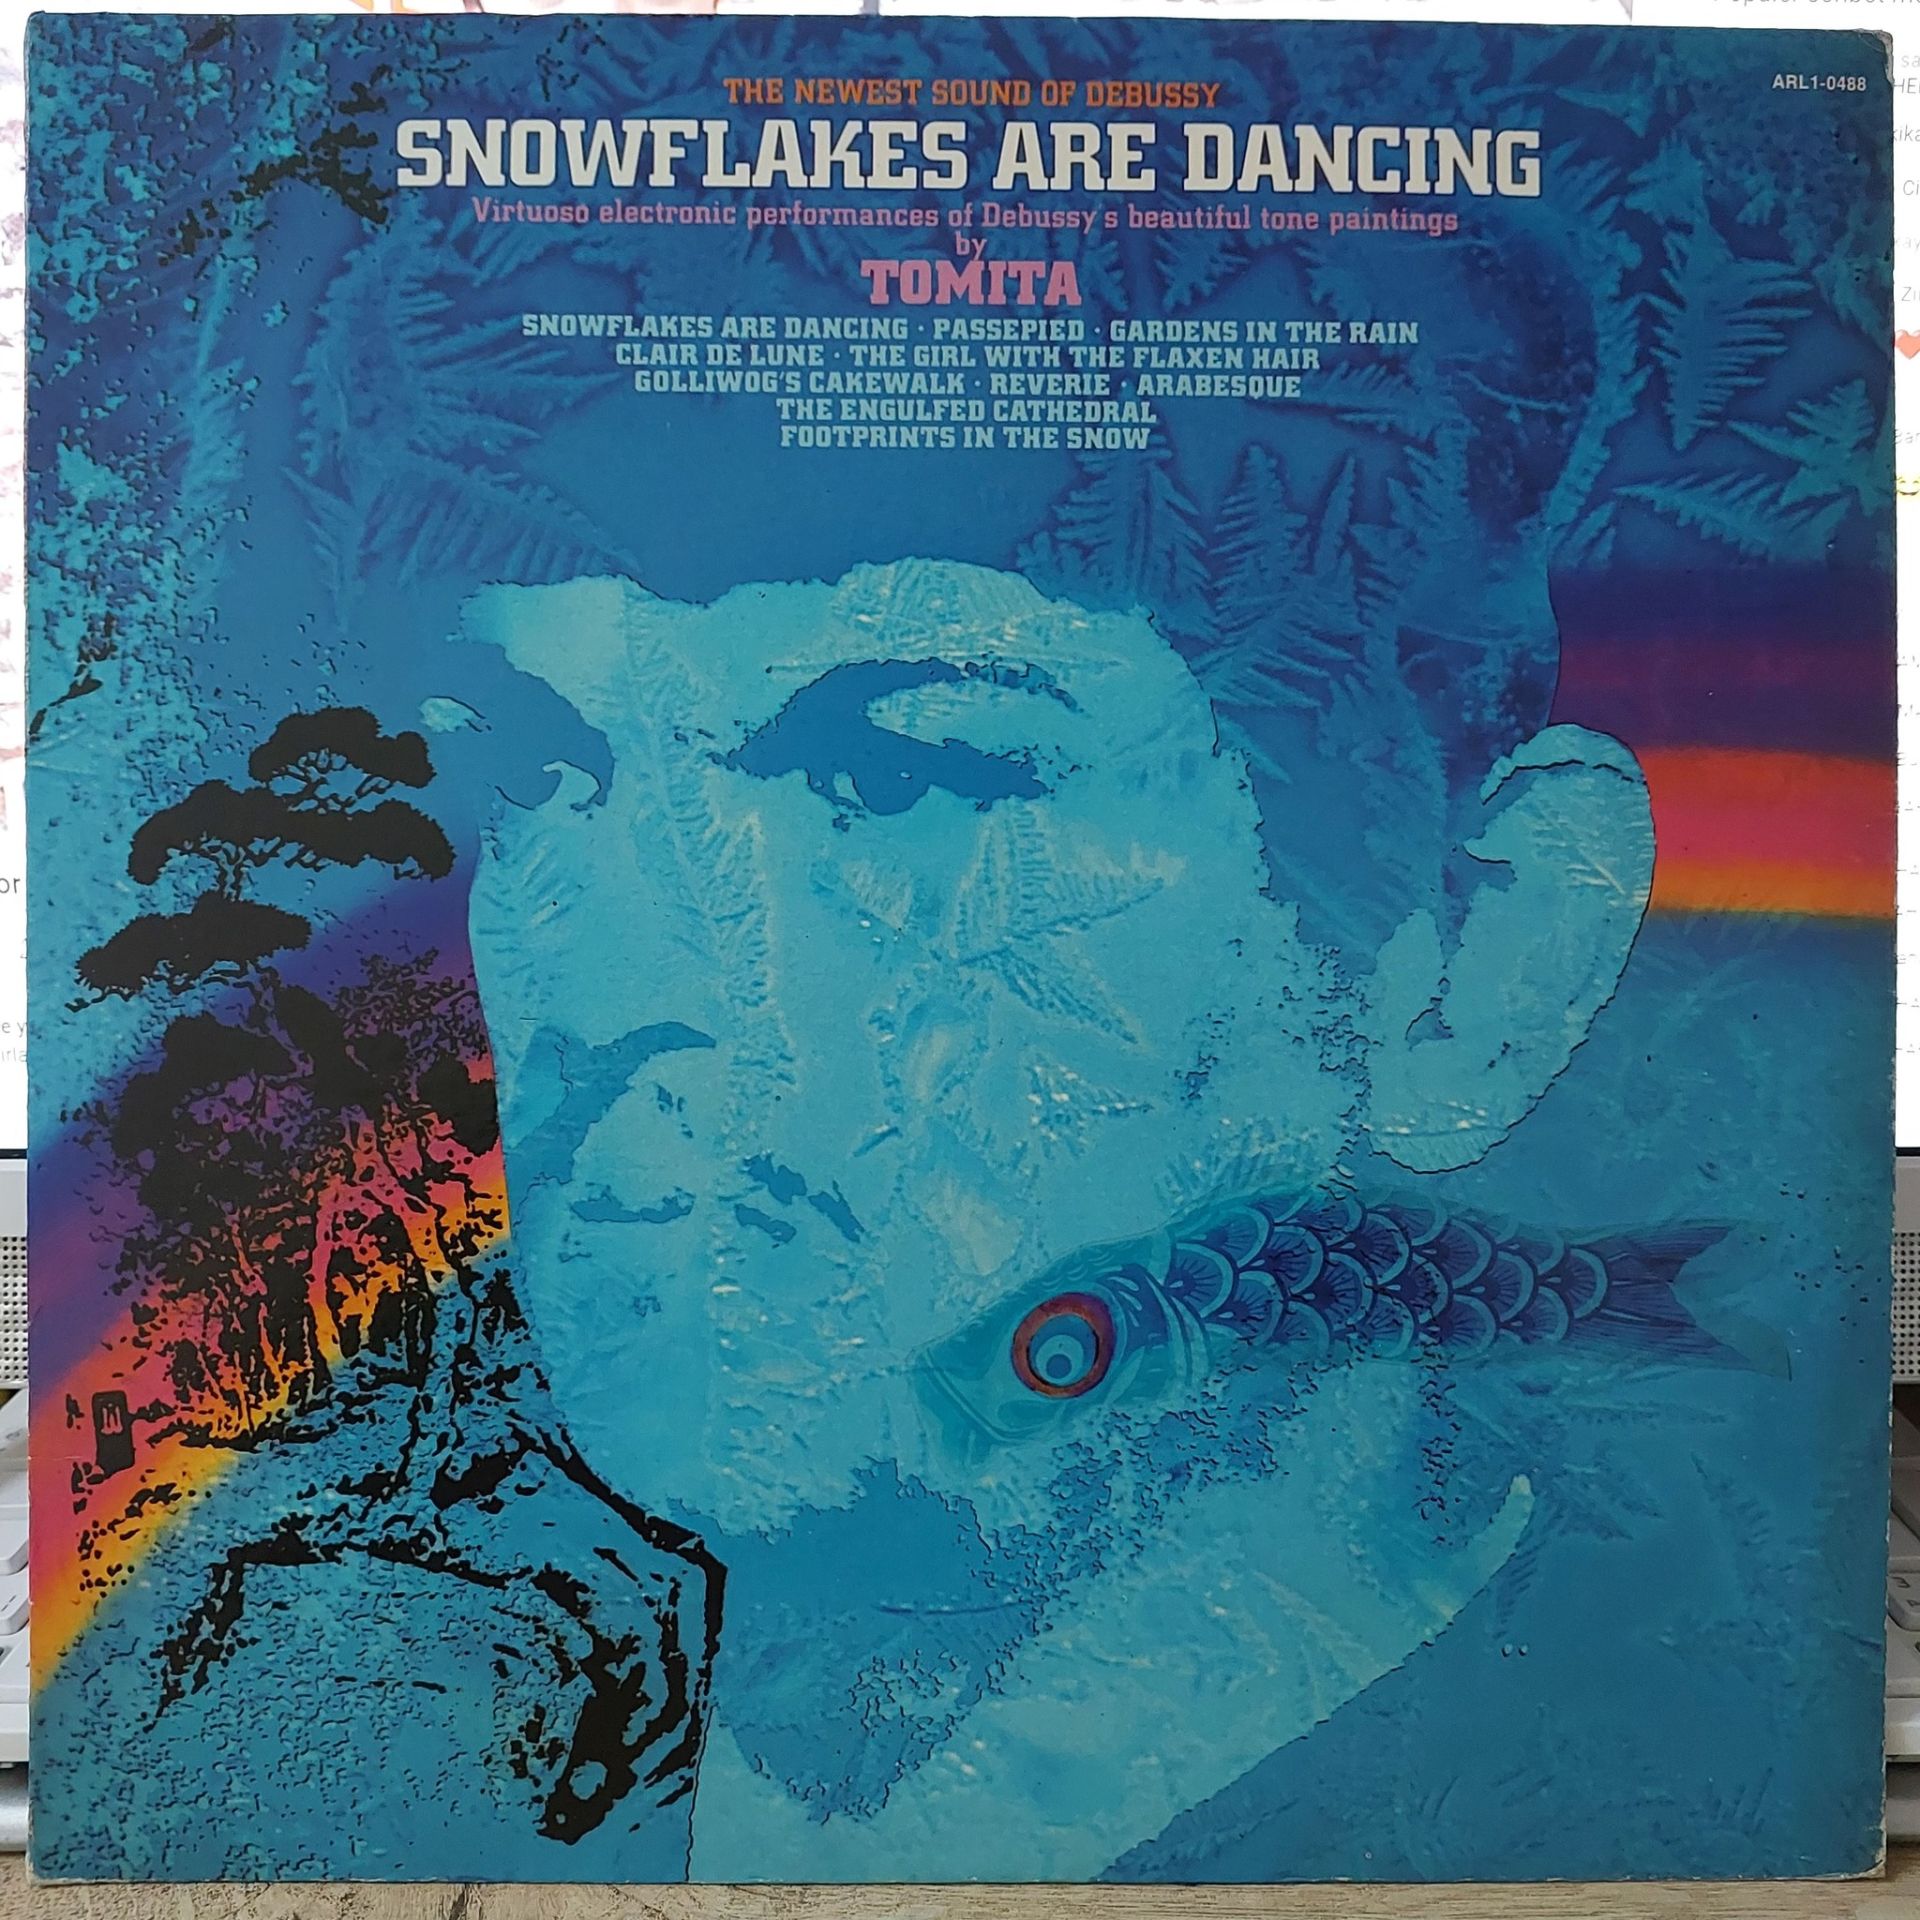 THE NEWEST SOUND OF DEBUSSY
ARL1-0488
SNOWFLAKES ARE DANCING
Virtuoso electronic performances of Debussy's beautiful tone paintings
by
TOMITA
SNOWFLAKES ARE DANCING · PASSEPIED · GARDENS IN THE RAIN
CLAIR DE LUNE · THE GIRL WITH THE FLAXEN HAIR
GOLLIWOG'S CAKEWALK · REVERIE · ARABESQUE
THE ENGULFED CATHEDRAL
FOOTPRINTS IN THE SNOW